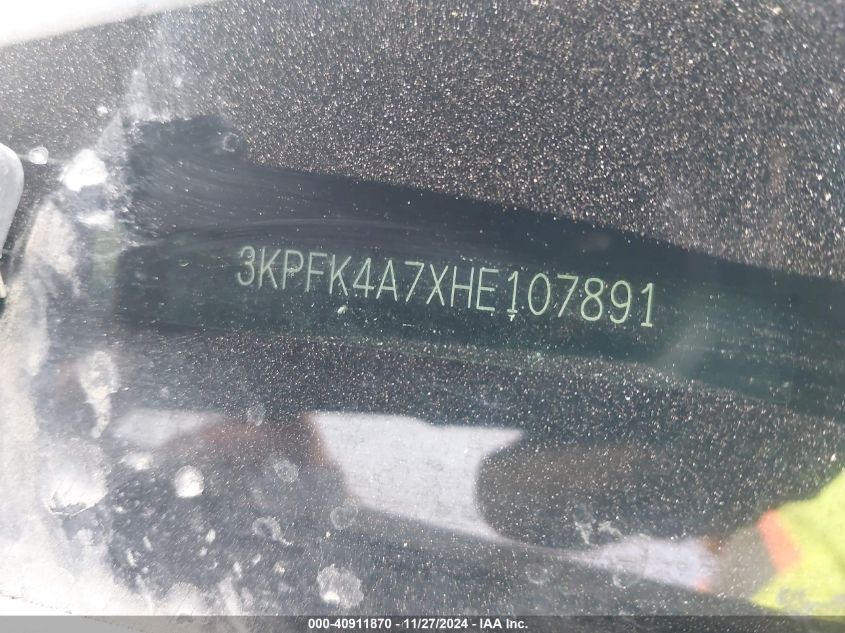 3KPFK4A7XHE107891
000-40911870 | 11/27/2024 | IAA Inc.